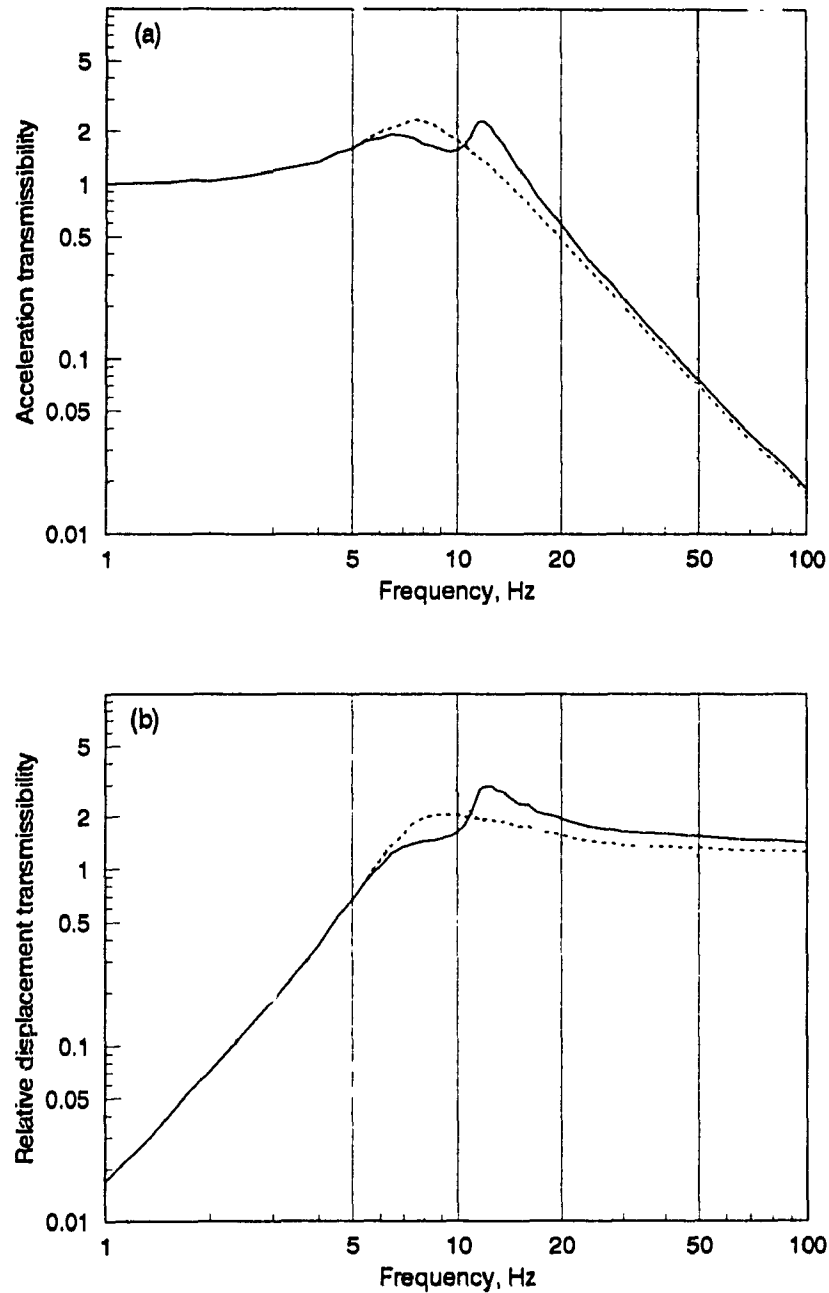 (a)
Acceleration transmissibility
5
2
1
0.5
0.1
0.05
0.01
1 5 10 20 50 100
Frequency, Hz
(b)
Relative displacement transmissibility
5
2
1
0.5
0.1
0.05
0.01
1 5 10 20 50 100
Frequency, Hz